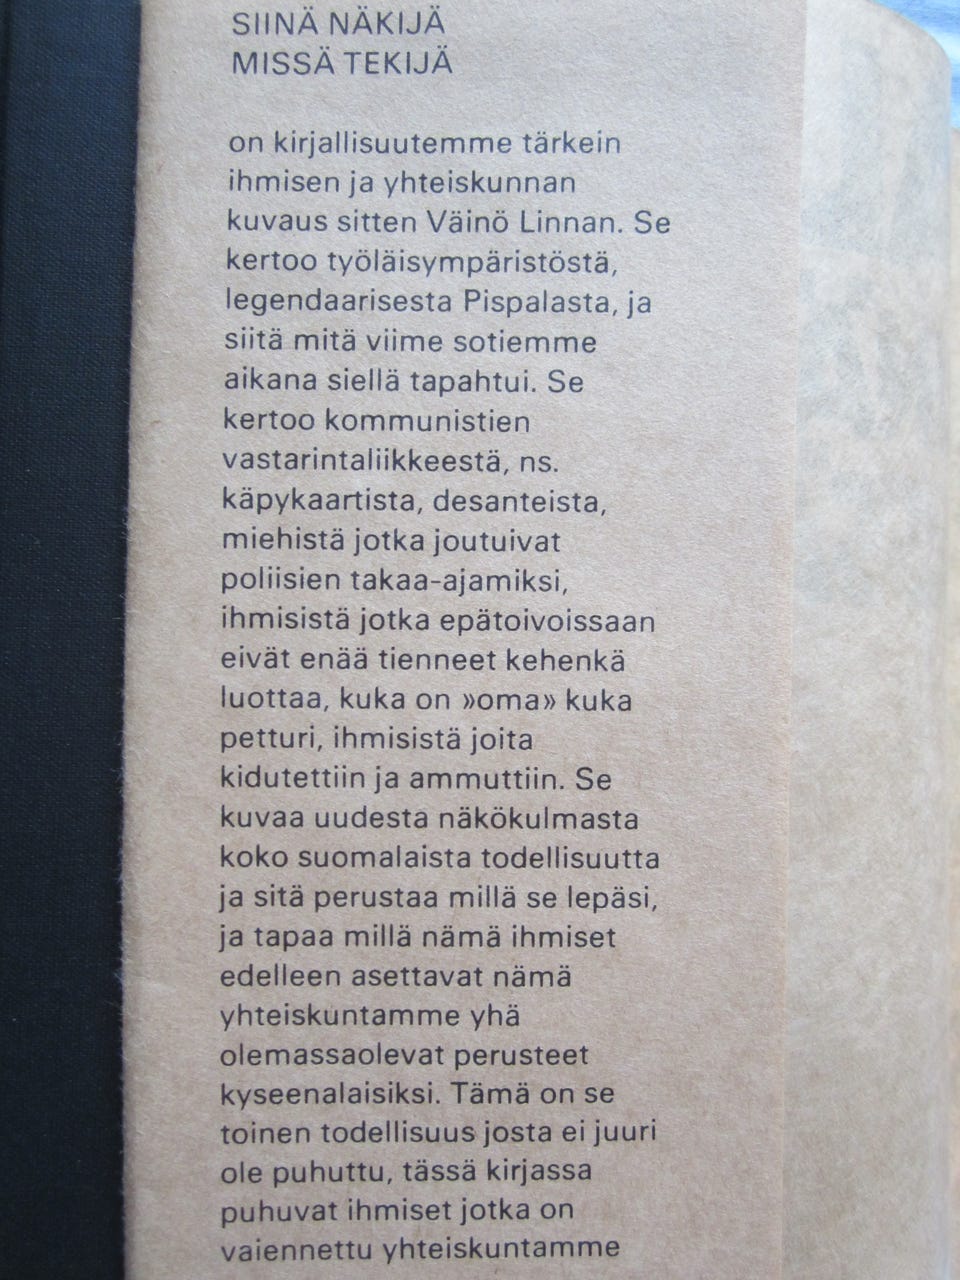 SIINÄ NÄKIJÄ
MISSÄ TEKIJÄ
on kirjallisuutemme tärkein
ihmisen ja yhteiskunnan
kuvaus sitten Väinö Linnan. Se
kertoo työläisympäristöstä,
legendaarisesta Pispalasta, ja
siitä mitä viime sotiemme
aikana siellä tapahtui. Se
kertoo kommunistien
vastarintaliikkeestä, ns.
käpykaartista, desanteista,
miehistä jotka joutuivat
poliisien takaa-ajamiksi,
ihmisistä jotka epätoivoissaan
eivät enää tienneet kehenkä
luottaa, kuka on »oma» kuka
petturi, ihmisistä joita
kidutettiin ja ammuttiin. Se
kuvaa uudesta näkökulmasta
koko suomalaista todellisuutta
ja sitä perustaa millä se lepäsi,
ja tapaa millä nämä ihmiset
edelleen asettavat nämä
yhteiskuntamme yhä
olemassaolevat perusteet
kyseenalaisiksi. Tämä on se
toinen todellisuus josta ei juuri
ole puhuttu, tässä kirjassa
puhuvat ihmiset jotka on
vaiennettu yhteiskuntamme